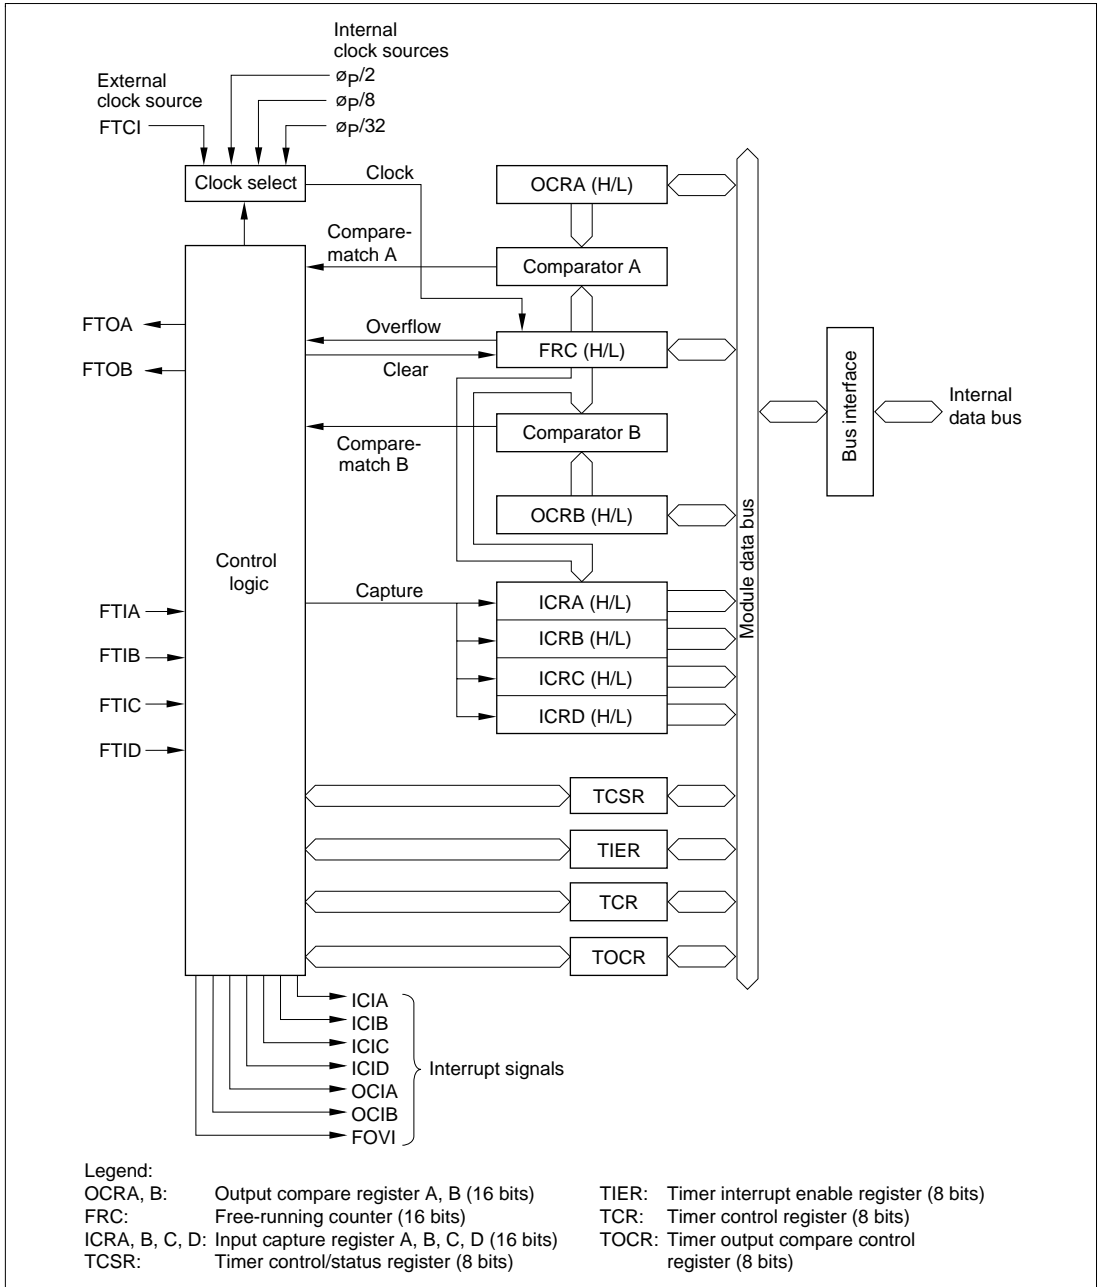 Internal
clock sources
External
clock source
øP/2
øP/8
FTCI
øP/32
Clock select
Clock
OCRA (H/L)
Compare-
match A
Comparator A
FTOA
Overflow
FRC (H/L)
FTOB
Clear
Bus interface
Internal
data bus
Comparator B
Compare-
match B
OCRB (H/L)
Module data bus
Control
logic
Capture
FTIA
ICRA (H/L)
FTIB
ICRB (H/L)
FTIC
ICRC (H/L)
FTID
ICRD (H/L)
TCSR
TIER
TCR
TOCR
ICIA
ICIB
ICIC
ICID
Interrupt signals
OCIA
OCIB
FOVI
Legend:
OCRA, B: Output compare register A, B (16 bits)
FRC: Free-running counter (16 bits)
ICRA, B, C, D: Input capture register A, B, C, D (16 bits)
TCSR: Timer control/status register (8 bits)
TIER: Timer interrupt enable register (8 bits)
TCR: Timer control register (8 bits)
TOCR: Timer output compare control
register (8 bits)